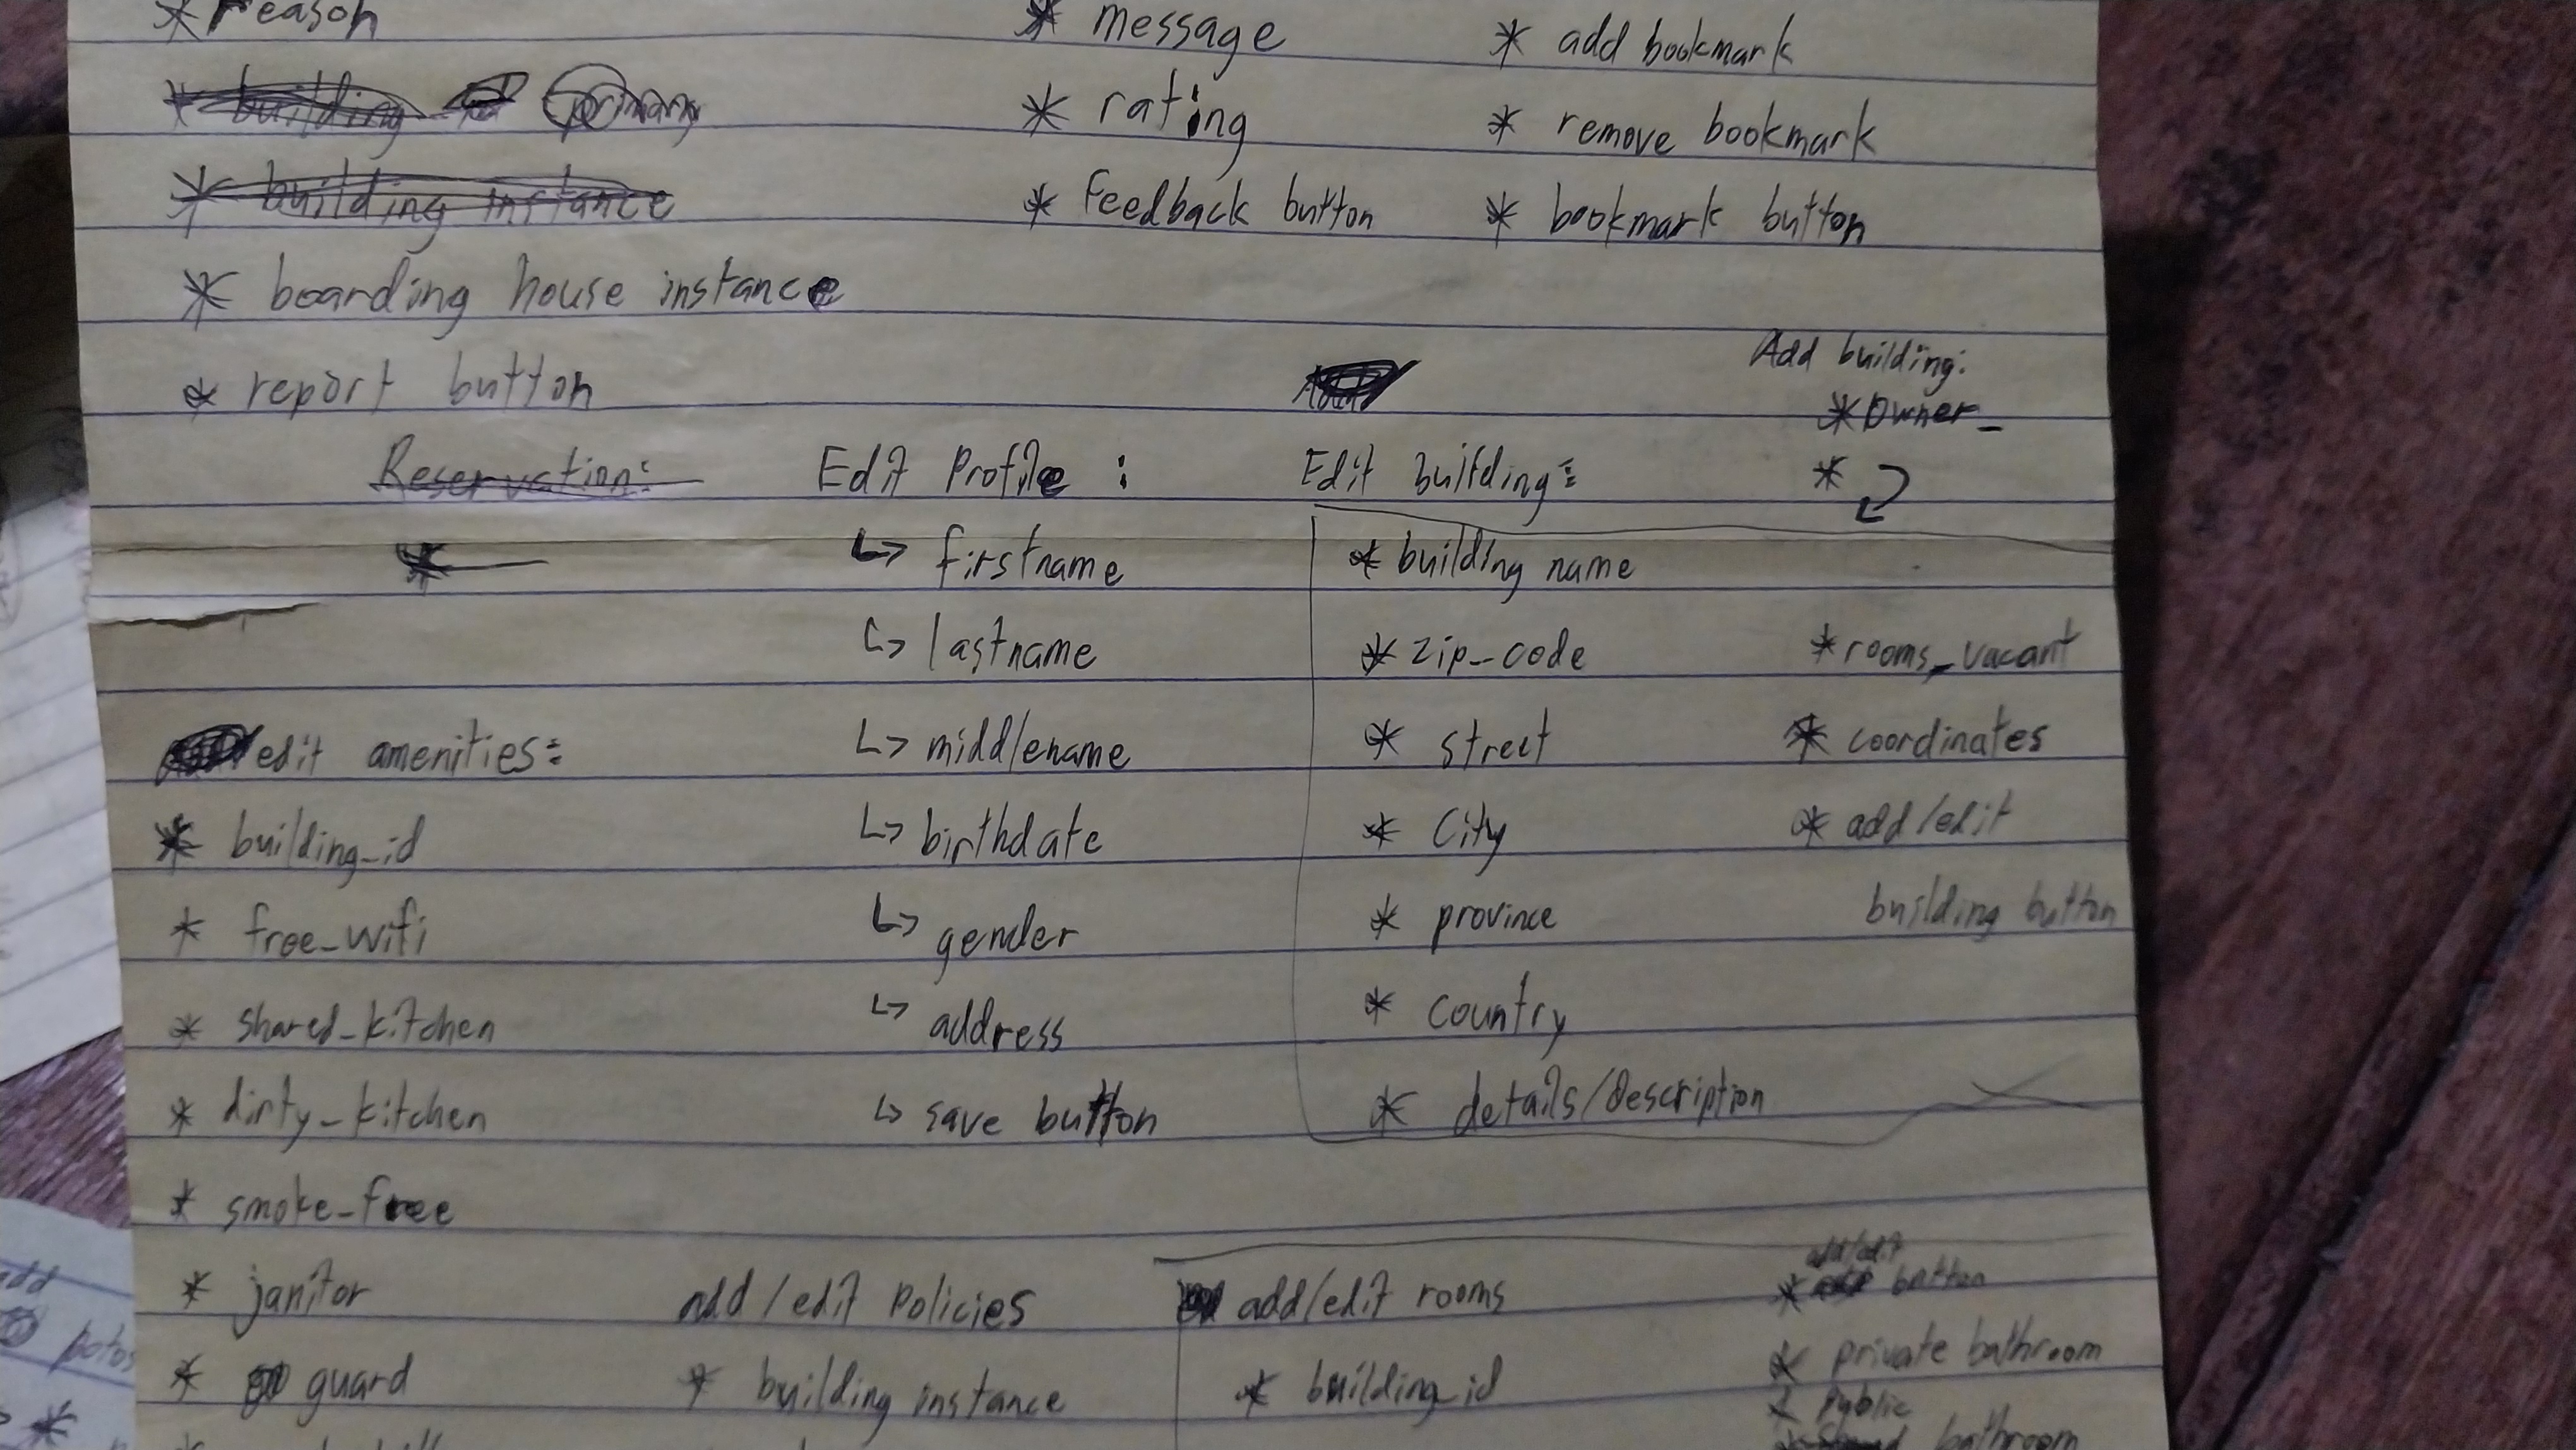 * reason
* building primary
* building instance
* boarding house instance
* report button
* message
* rating
* Feedback button
* add bookmark
* remove bookmark
* bookmark button
Reservation:
*
Edit Profile :
↳ firstname
↳ lastname
↳ middlename
↳ birthdate
↳ gender
↳ address
↳ save button
Add building:
* Owner_
*
Edit building:
* building name
* zip_code
* street
* City
* province
* country
* details/description
* rooms_vacant
* coordinates
* add/edit
building button
edit amenities:
* building_id
* free_wifi
* shared_kitchen
* dirty_kitchen
* smoke_free
* janitor
* guard
add / edit Policies
* building instance
add/edit rooms
* building_id
add/edit
* button
* private bathroom
* Public
bathroom
add
potos
*